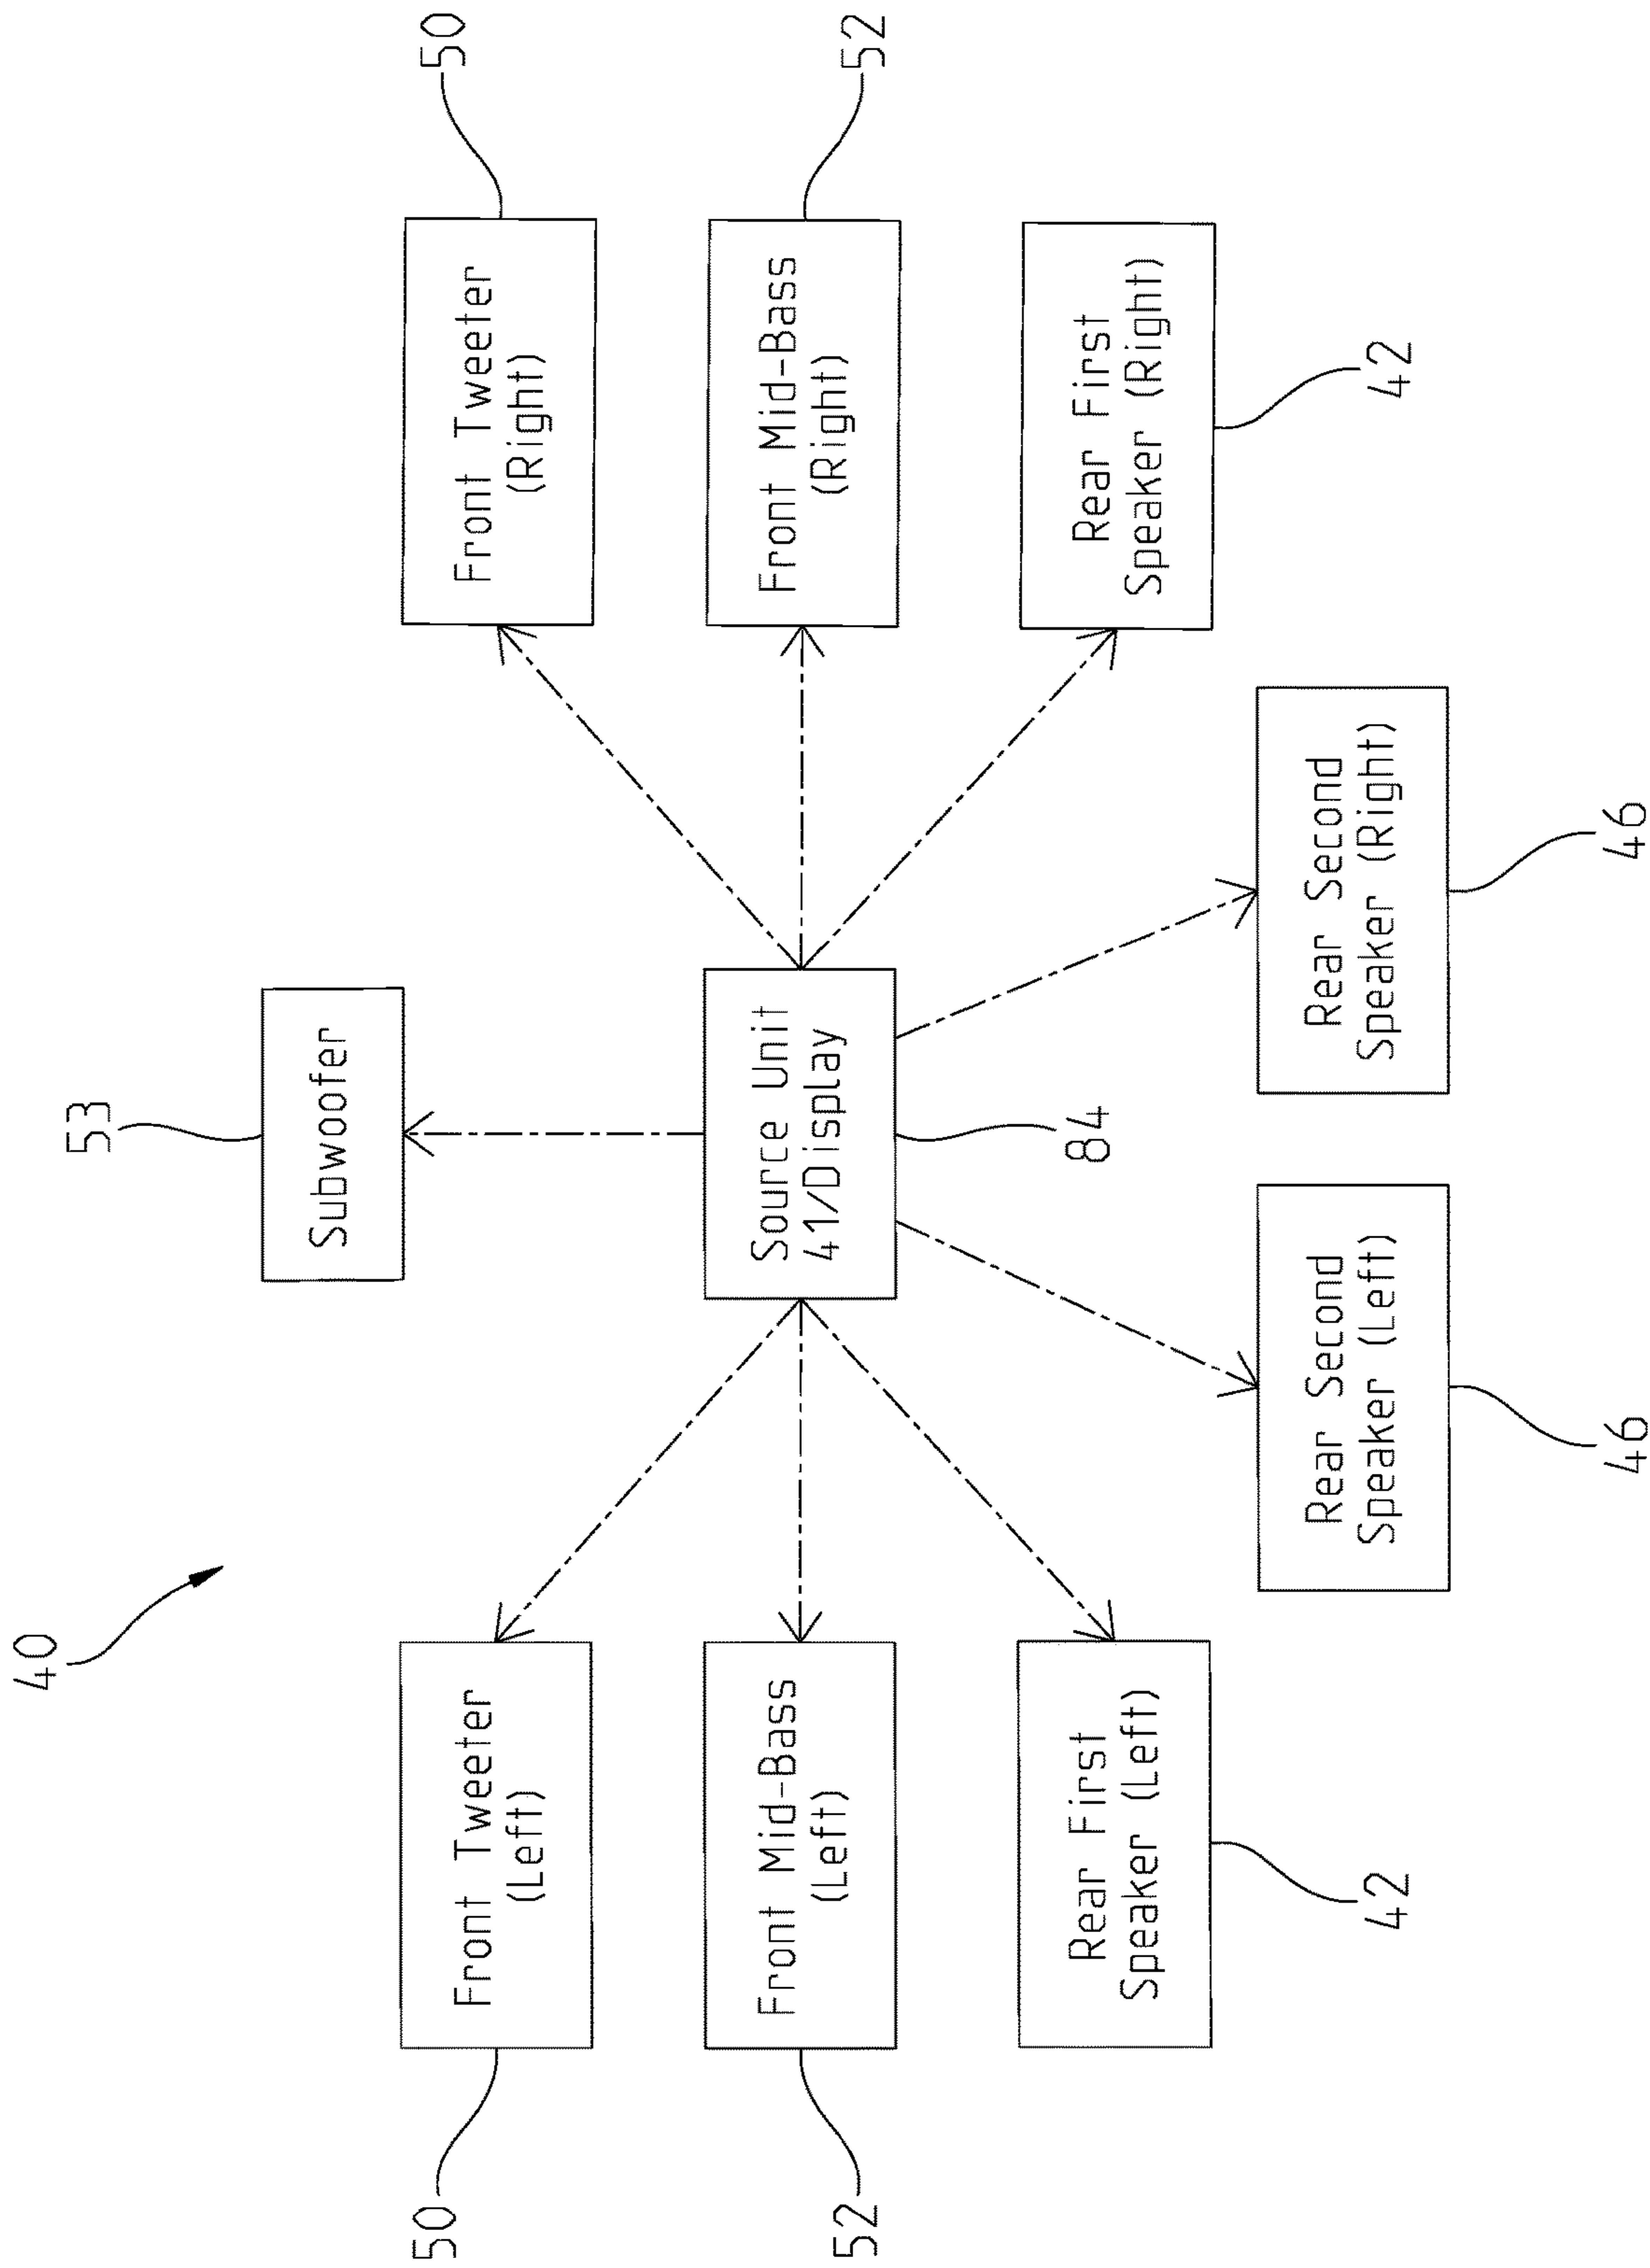 40
53
Subwoofer
50
Front Tweeter
(Left)
Front Tweeter
(Right)
50
52
Front Mid-Bass
(Left)
Source Unit
41/Display
84
Front Mid-Bass
(Right)
52
Rear First
Speaker (Left)
42
Rear First
Speaker (Right)
42
Rear Second
Speaker (Left)
46
Rear Second
Speaker (Right)
46